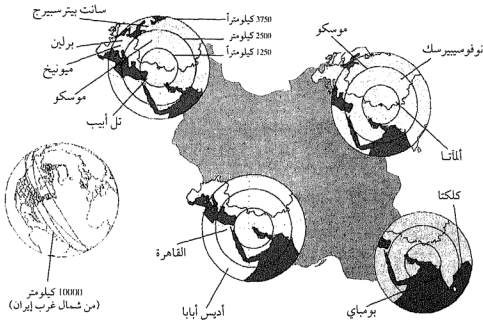 سانت بيترسبيرج
برلين
ميونيخ
موسكو
تل أبيب
3750 كيلومتراً
2500 كيلومتراً
1250 كيلومتراً
موسكو
نوفوسيبيرسك
ألماتا
10000 كيلومتر
(من شمال غرب إيران)
القاهرة
أديس أبابا
كلكتا
بومباي